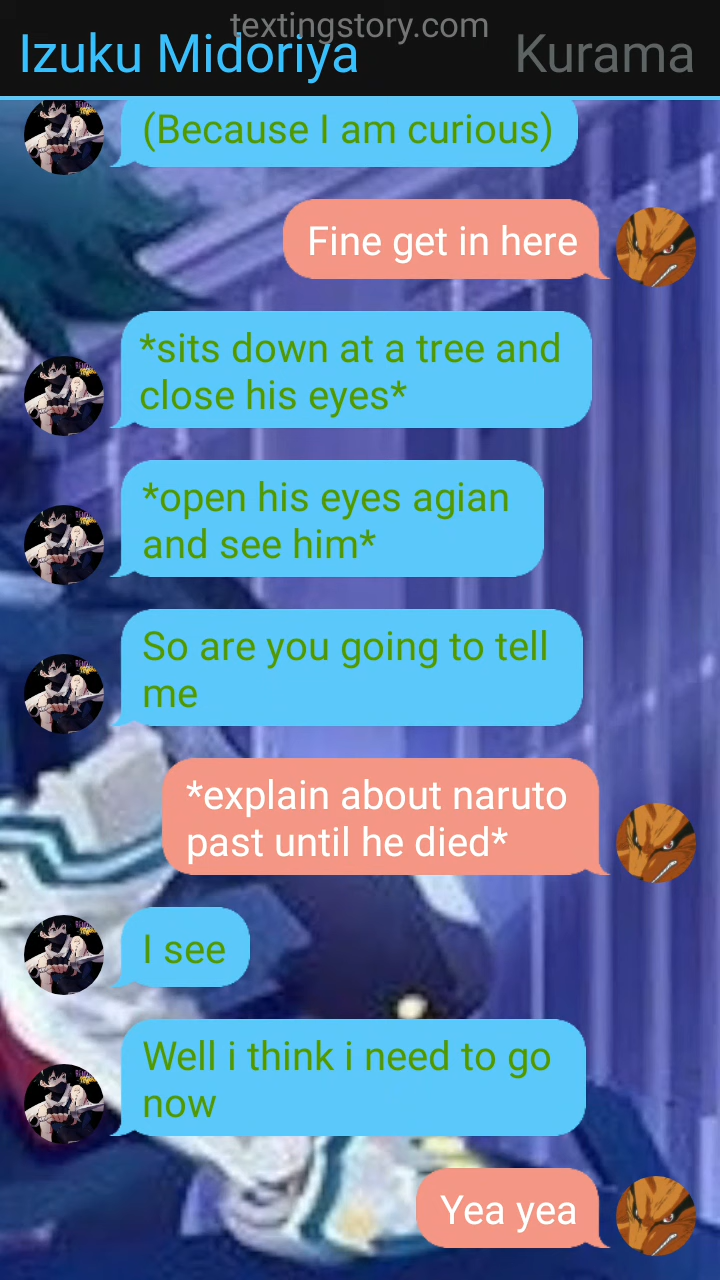 textingstory.com
Izuku Midoriya
Kurama
(Because I am curious)
Fine get in here
*sits down at a tree and
close his eyes*
*open his eyes agian
and see him*
So are you going to tell
me
*explain about naruto
past until he died*
I see
Well i think i need to go
now
Yea yea